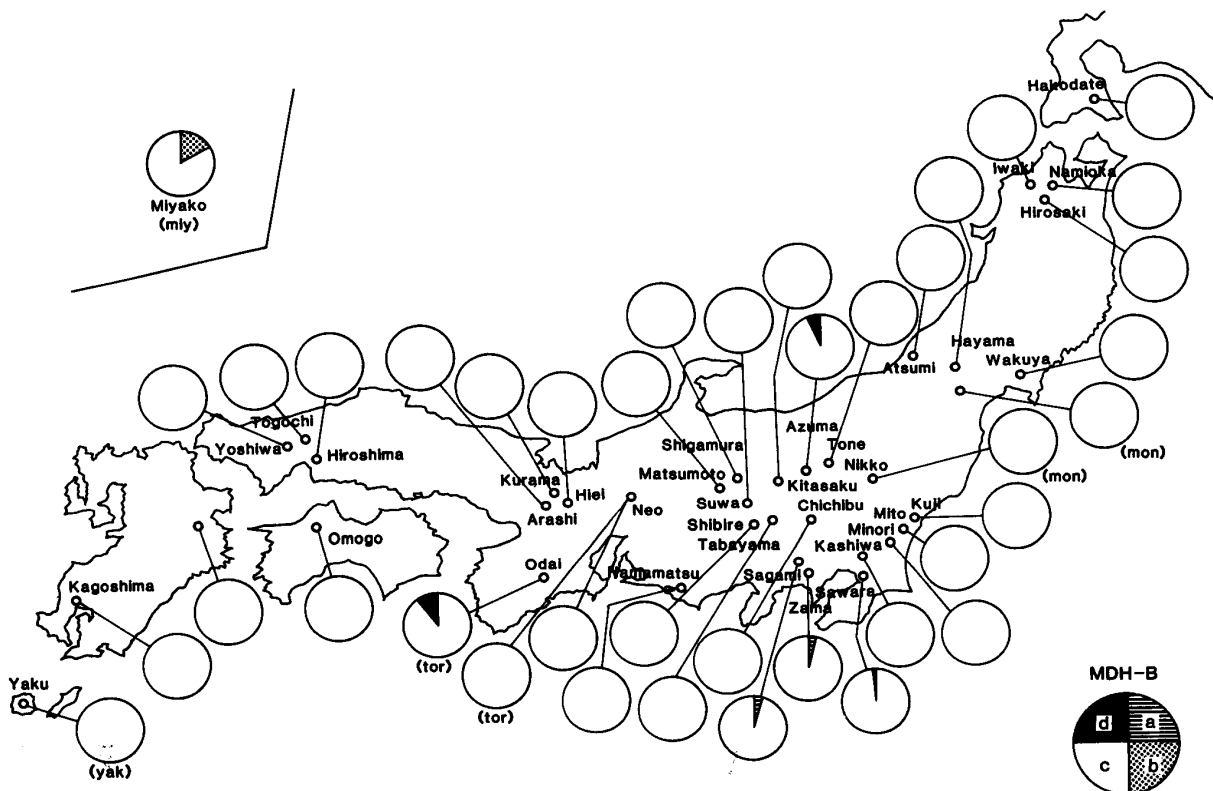 Hakodate
Iwaki
Namioka
Hirosaki
Miyako
(miy)
Hayama
Wakuya
Atsumi
(mon)
Azuma
Tone
Nikko
(mon)
Togochi
Yoshiwa
Hiroshima
Shigamura
Matsumoto
Kitasaku
Kurama
Hiei
Arashi
Neo
Suwa
Chichibu
Mito
Kuji
Shibire
Minori
Tabayama
Kashiwa
Omogo
Odai
Hamamatsu
Sagami
Sawara
Zama
Kagoshima
(tor)
(tor)
Yaku
(yak)
MDH-B
d
a
c
b